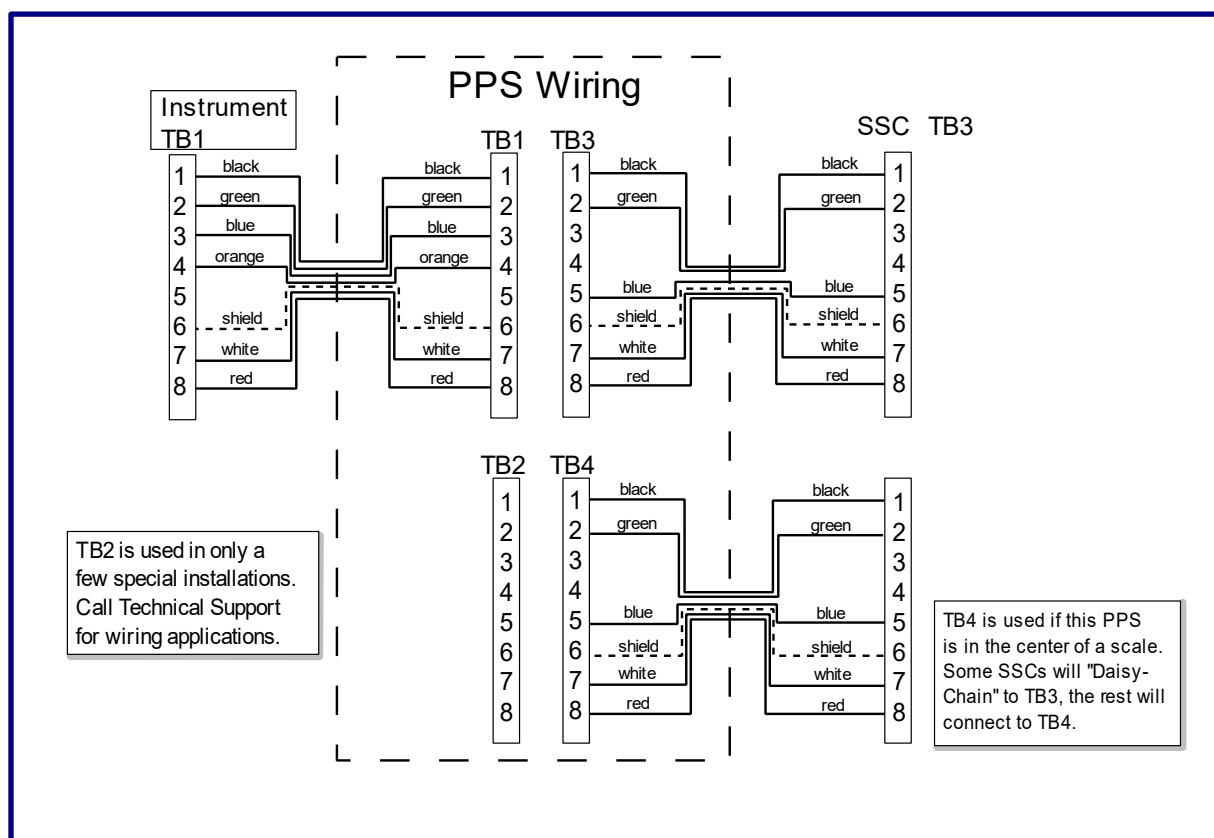 PPS Wiring
Instrument
TB1
1 black
2 green
3 blue
4 orange
5
6 shield
7 white
8 red
TB1
black 1
green 2
blue 3
orange 4
5
shield 6
white 7
red 8
TB3
1 black
2 green
3
4
5 blue
6 shield
7 white
8 red
SSC TB3
black 1
green 2
3
4
blue 5
shield 6
white 7
red 8
TB2
1
2
3
4
5
6
7
8
TB4
1 black
2 green
3
4
5 blue
6 shield
7 white
8 red
black 1
green 2
3
4
blue 5
shield 6
white 7
red 8
TB2 is used in only a
few special installations.
Call Technical Support
for wiring applications.
TB4 is used if this PPS
is in the center of a scale.
Some SSCs will "Daisy-
Chain" to TB3, the rest will
connect to TB4.